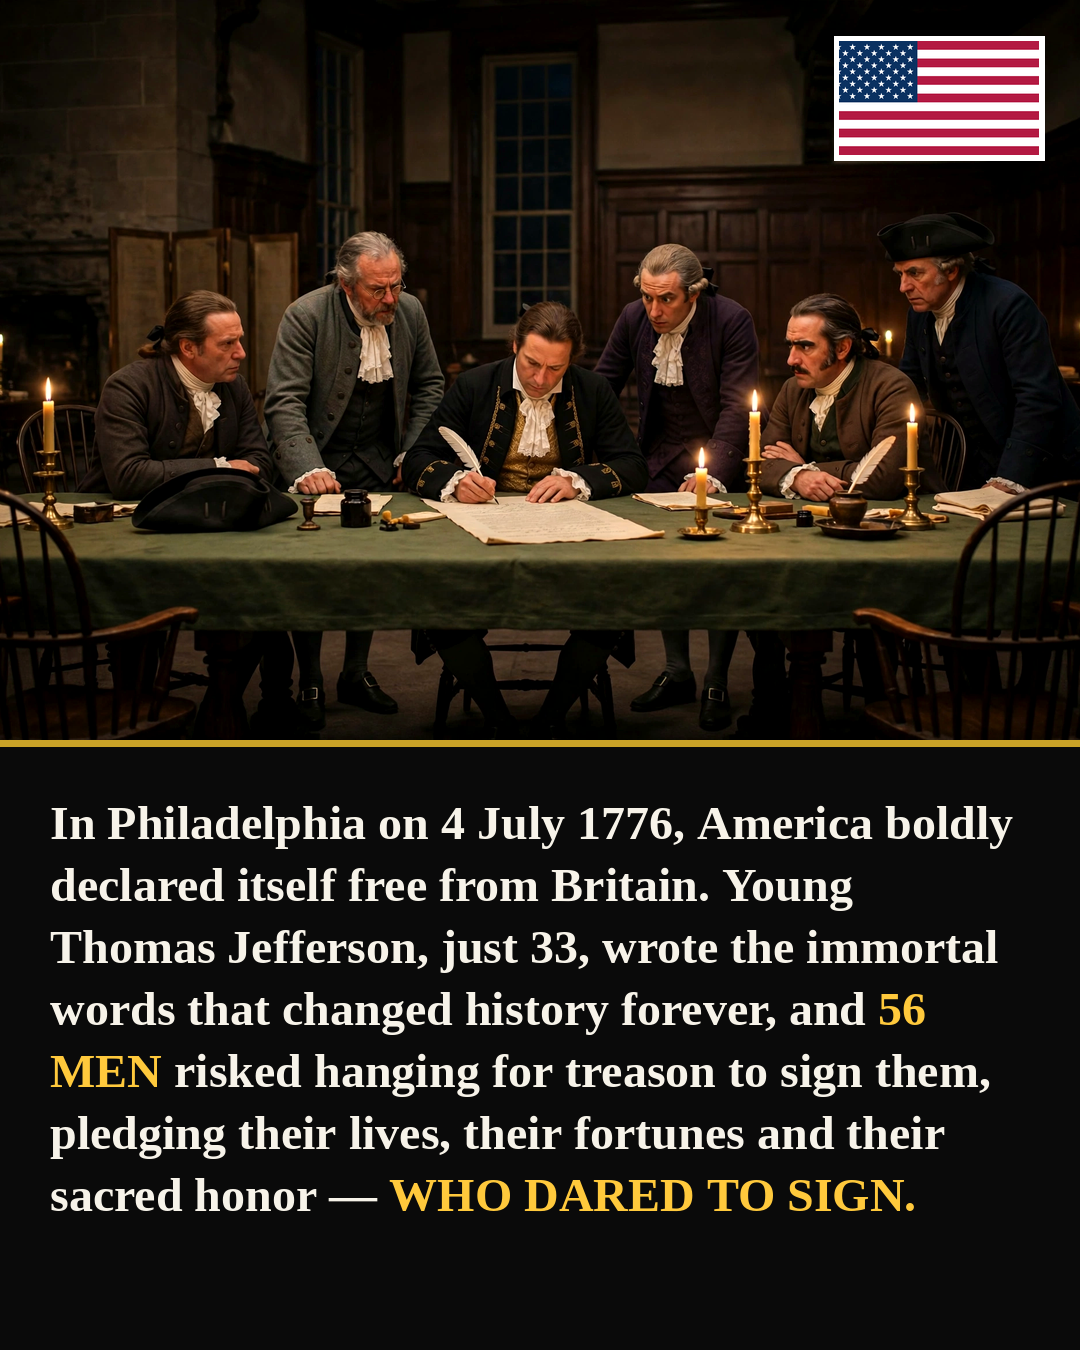 In Philadelphia on 4 July 1776, America boldly
declared itself free from Britain. Young
Thomas Jefferson, just 33, wrote the immortal
words that changed history forever, and 56
MEN risked hanging for treason to sign them,
pledging their lives, their fortunes and their
sacred honor — WHO DARED TO SIGN.